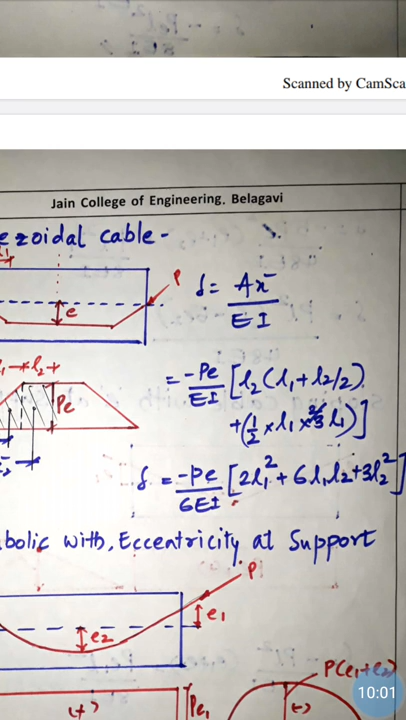 Scanned by CamSca
Jain College of Engineering, Belagavi
ezoidal cable-
P
δ = Ax̄ / EI
e
l₂
Pe
= -Pe/EI [l₂(l₁+l₂/2)
+(1/2 × l₁ × 2/3 l₁)]
δ = -Pe/6EI [2l₁² + 6l₁l₂ + 3l₂²]
bolic with, Eccentricity at Support
P
e₁
e₂
P(e₁+e₂)
(+)
Pe₁
(-)
10:01